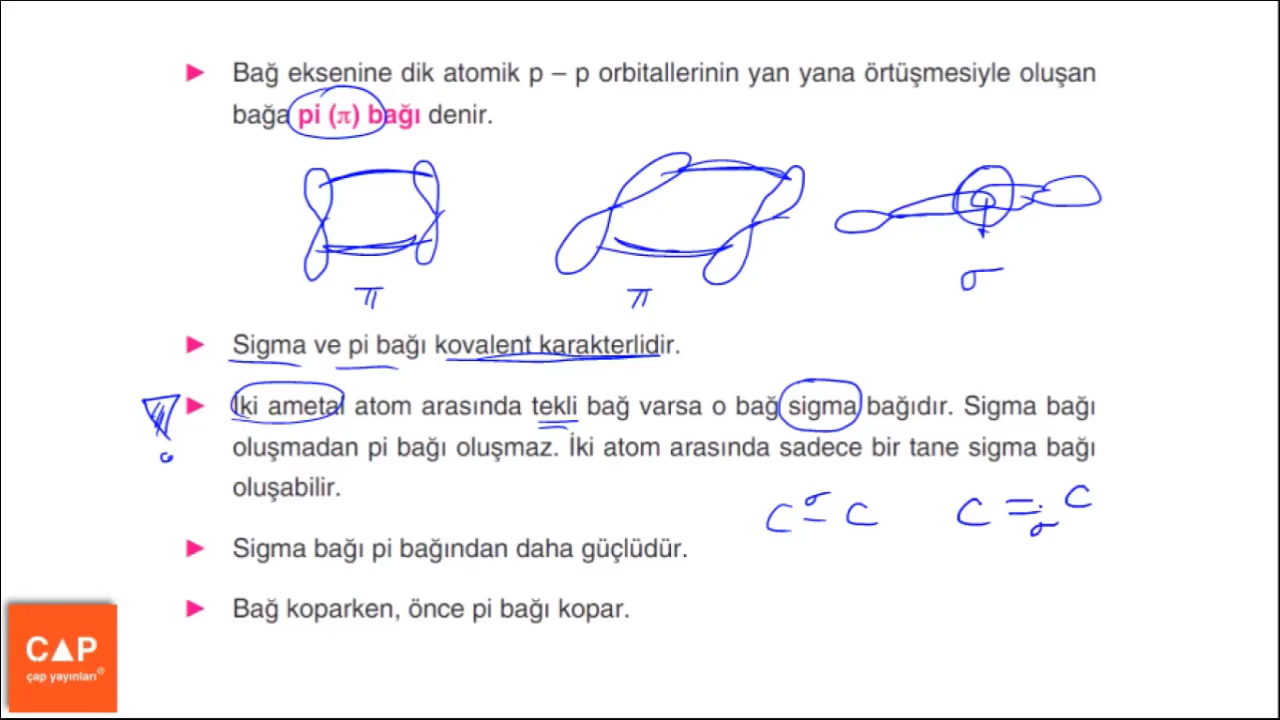 ► Bağ eksenine dik atomik p – p orbitallerinin yan yana örtüşmesiyle oluşan
bağa pi (π) bağı denir.
π π σ
► Sigma ve pi bağı kovalent karakterlidir.
► İki ametal atom arasında tekli bağ varsa o bağ sigma bağıdır. Sigma bağı
oluşmadan pi bağı oluşmaz. İki atom arasında sadece bir tane sigma bağı
oluşabilir.
C σ – C C = σ C
► Sigma bağı pi bağından daha güçlüdür.
► Bağ koparken, önce pi bağı kopar.
C▲P
çap yayınları®